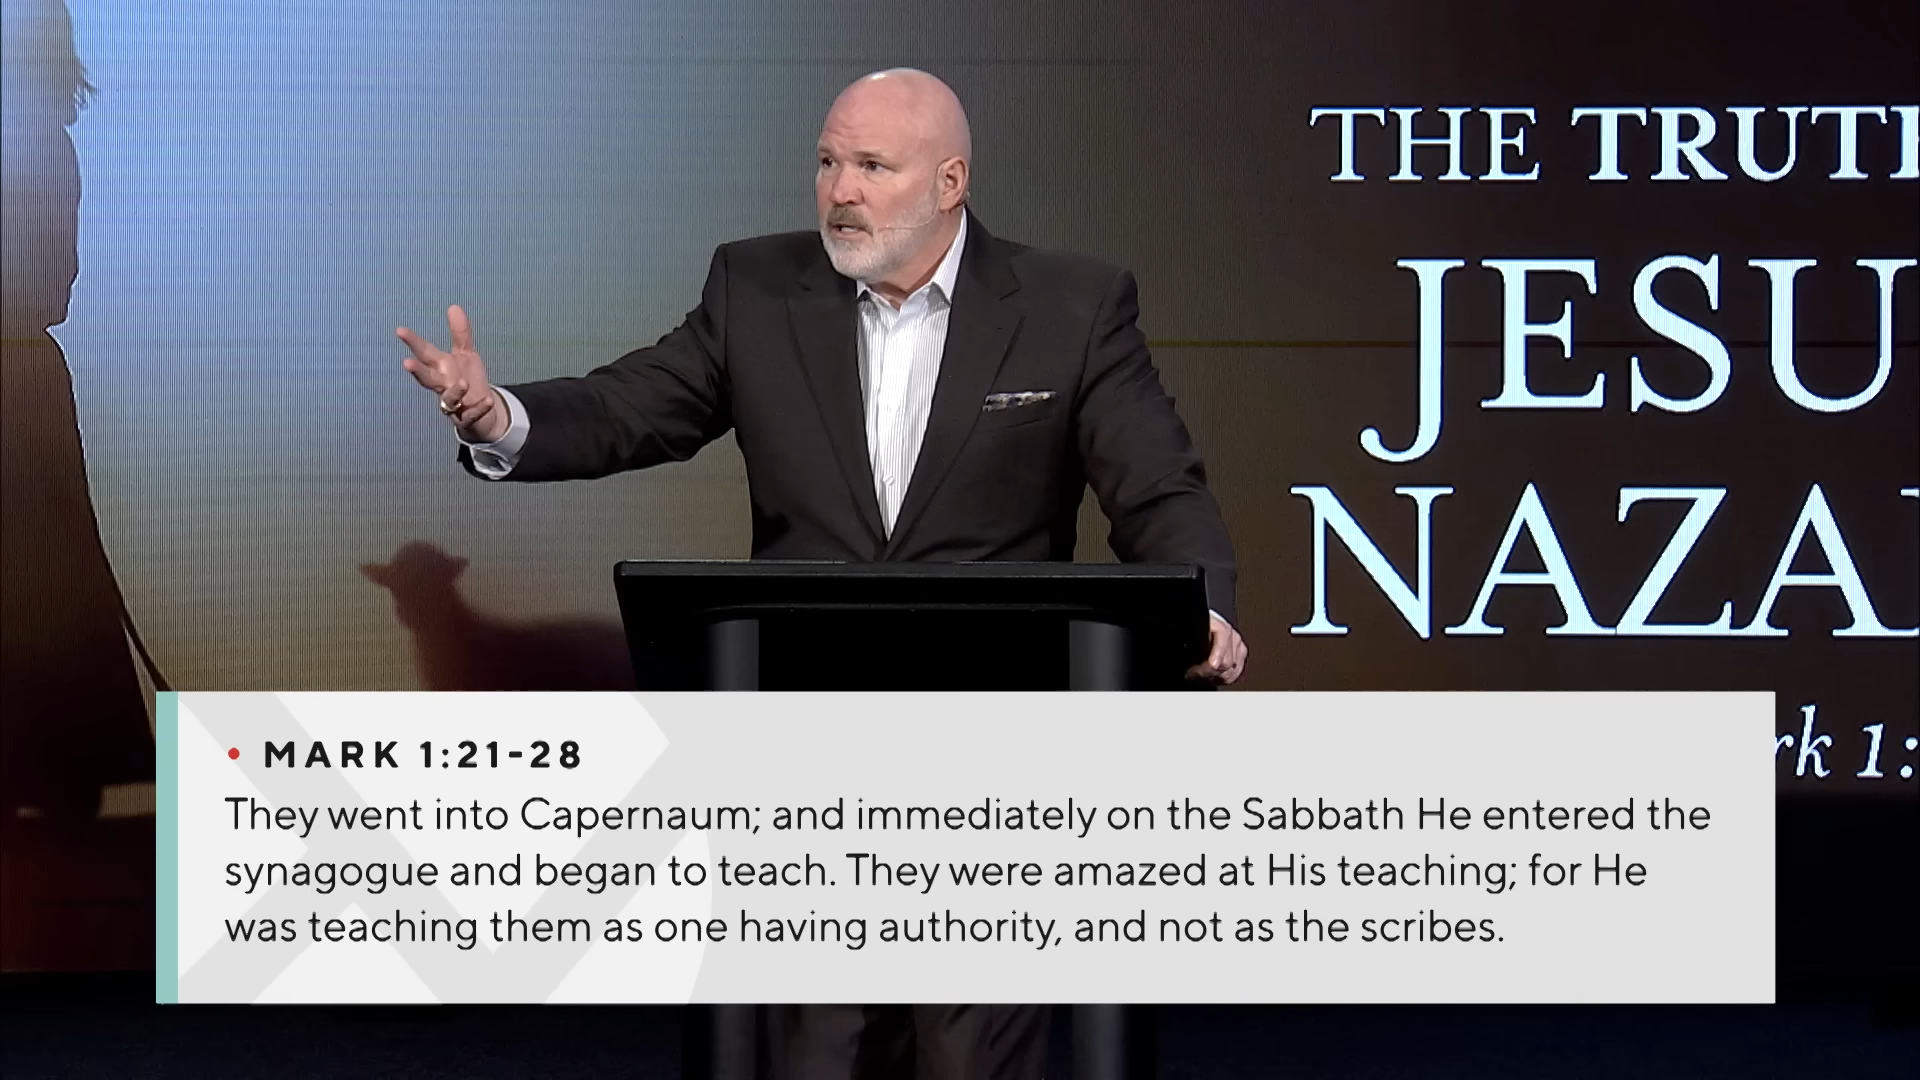 THE TRUT
JESU
NAZA
rk 1:
• MARK 1:21-28
They went into Capernaum; and immediately on the Sabbath He entered the
synagogue and began to teach. They were amazed at His teaching; for He
was teaching them as one having authority, and not as the scribes.